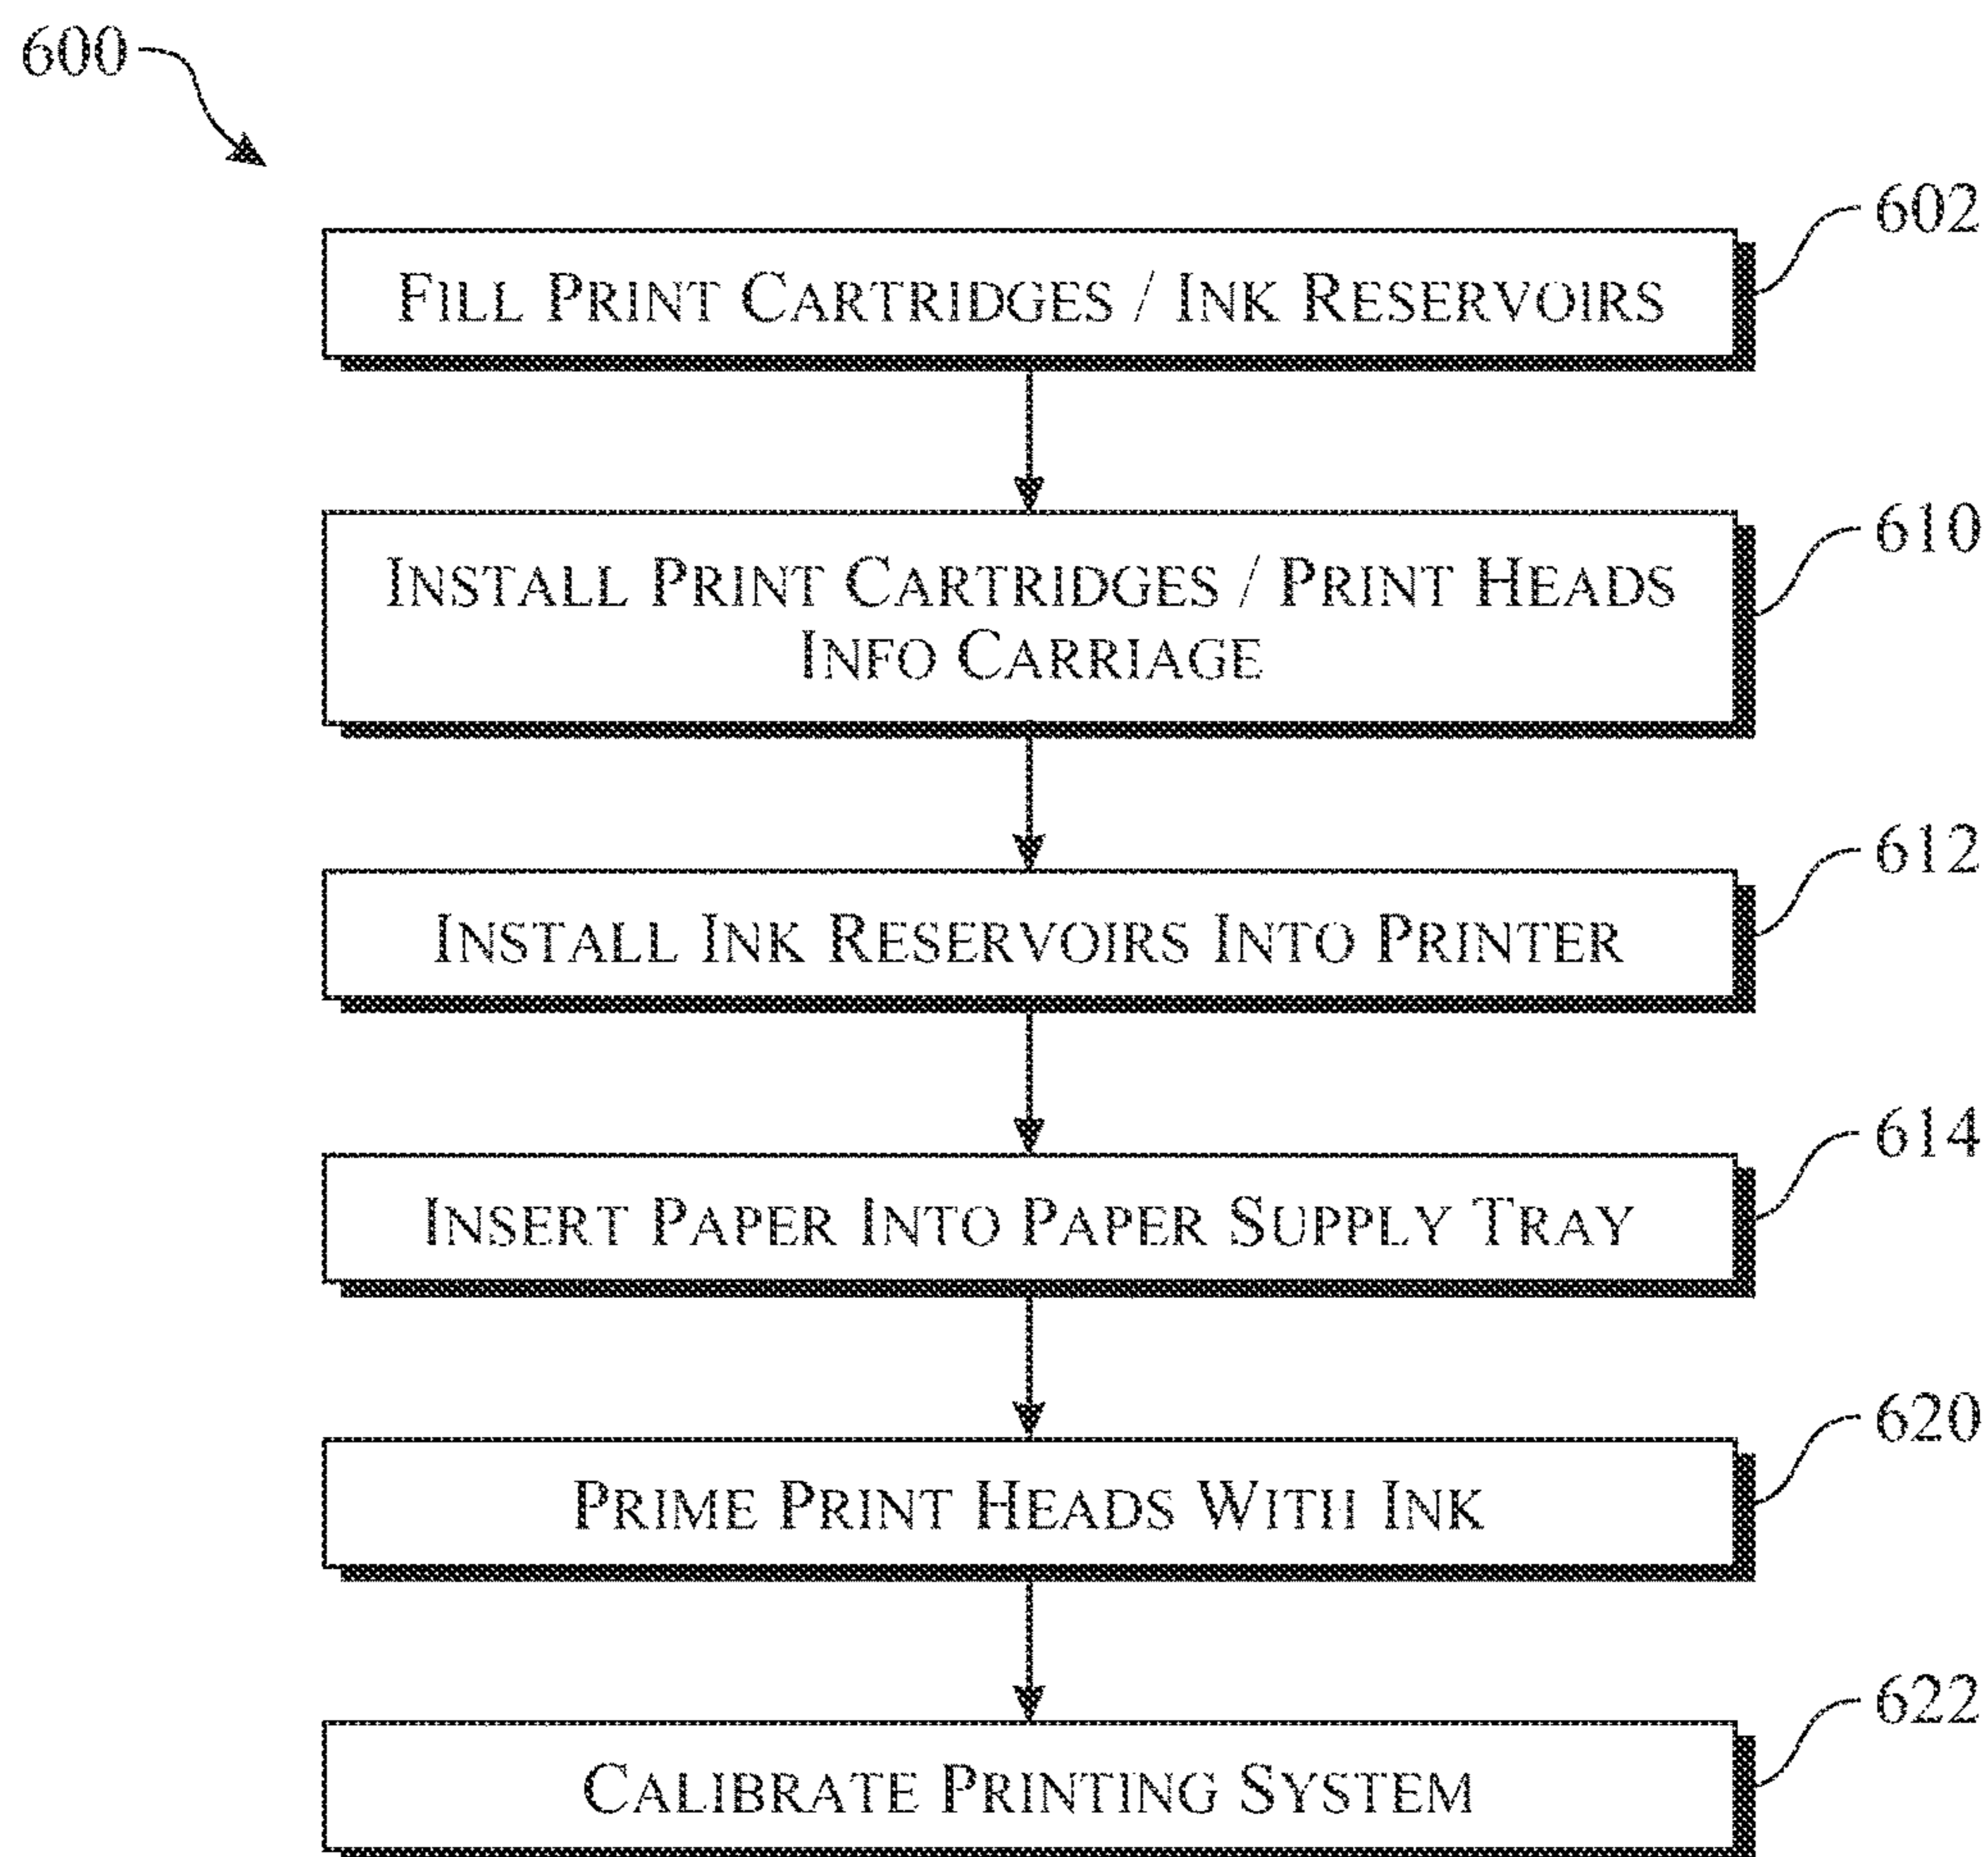 600
602
FILL PRINT CARTRIDGES / INK RESERVOIRS
610
INSTALL PRINT CARTRIDGES / PRINT HEADS
INFO CARRIAGE
612
INSTALL INK RESERVOIRS INTO PRINTER
614
INSERT PAPER INTO PAPER SUPPLY TRAY
620
PRIME PRINT HEADS WITH INK
622
CALIBRATE PRINTING SYSTEM